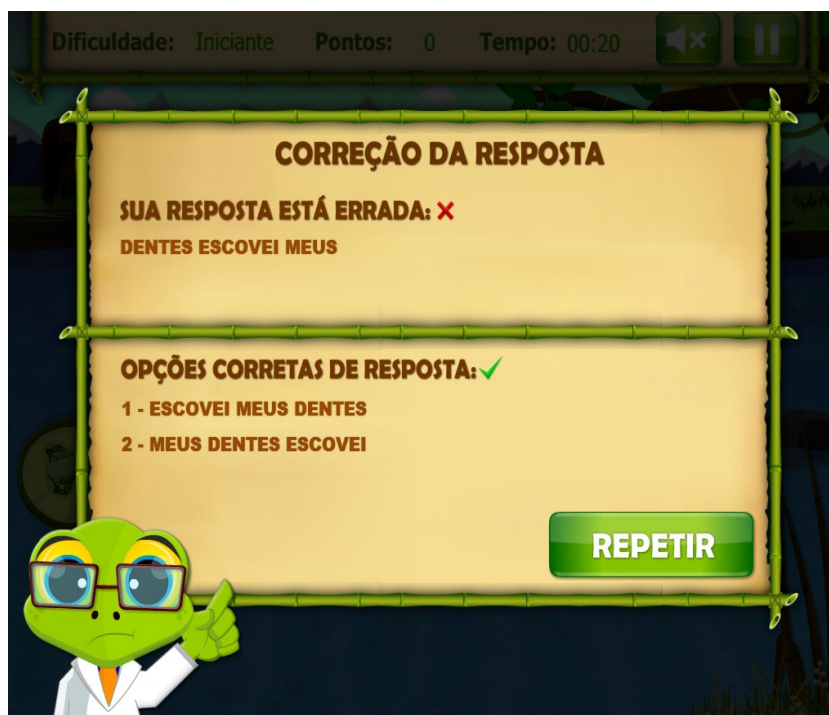 Dificuldade: Iniciante Pontos: 0 Tempo: 00:20
CORREÇÃO DA RESPOSTA
SUA RESPOSTA ESTÁ ERRADA:
DENTES ESCOVEI MEUS
OPÇÕES CORRETAS DE RESPOSTA:
1 - ESCOVEI MEUS DENTES
2 - MEUS DENTES ESCOVEI
REPETIR